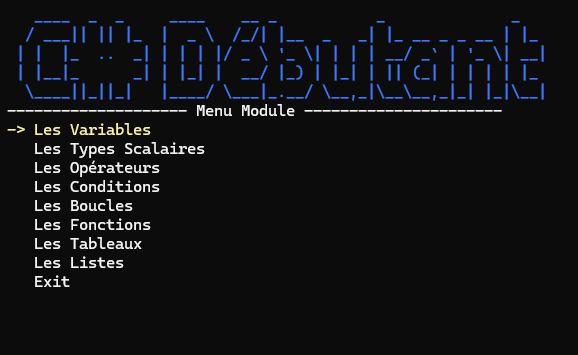 C# Débutant
------------------- Menu Module ---------------------
-> Les Variables
Les Types Scalaires
Les Opérateurs
Les Conditions
Les Boucles
Les Fonctions
Les Tableaux
Les Listes
Exit